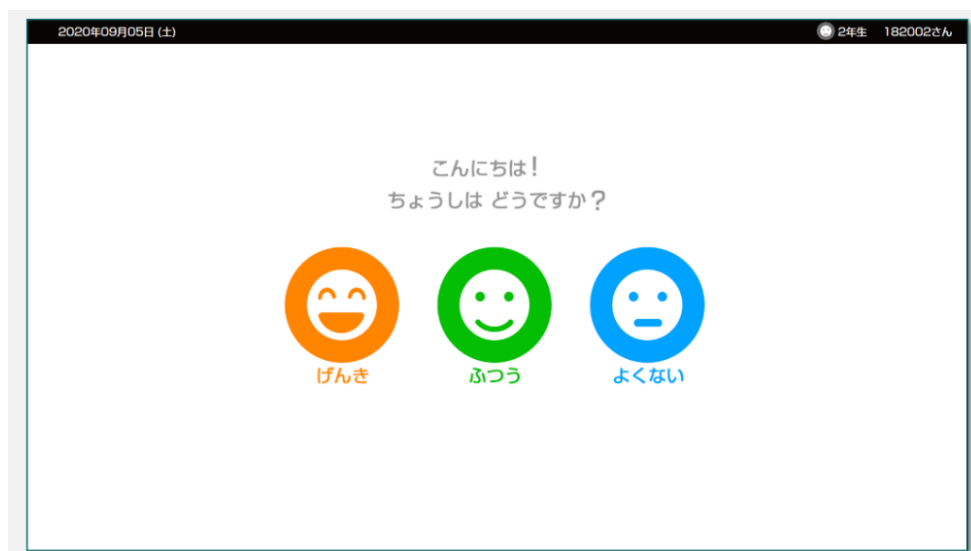 2020年09月05日 (土)
2年生 182002さん
こんにちは!
ちょうしは どうですか?
げんき
ふつう
よくない